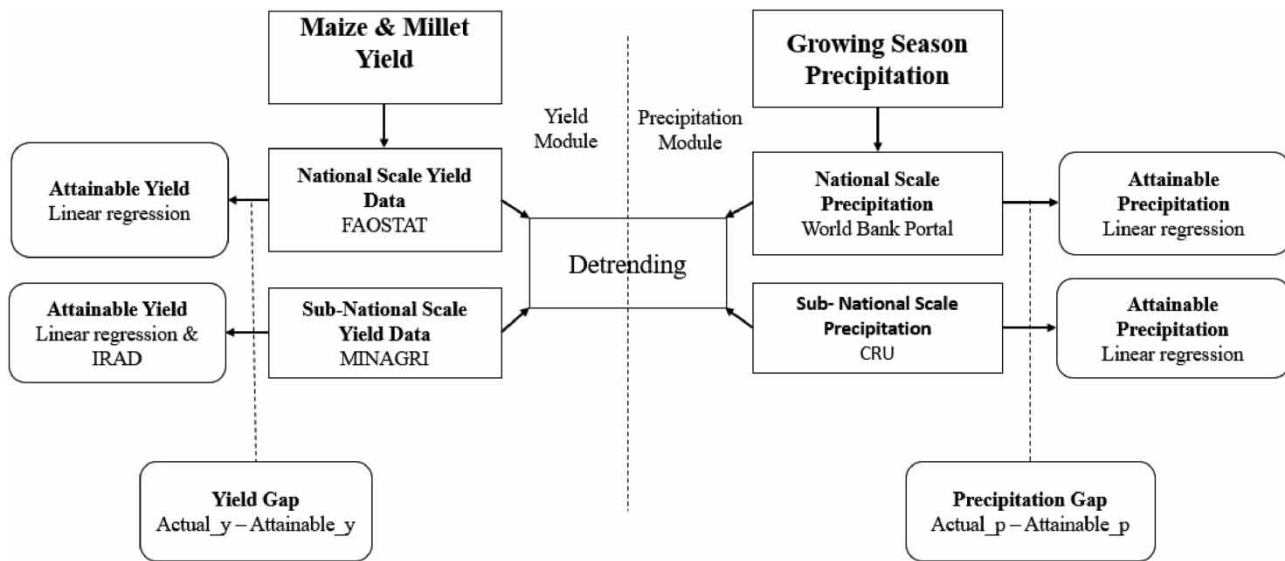 Maize & Millet
Yield
Growing Season
Precipitation
Yield
Module
Precipitation
Module
Attainable Yield
Linear regression
National Scale Yield
Data
FAOSTAT
National Scale
Precipitation
World Bank Portal
Attainable
Precipitation
Linear regression
Detrending
Attainable Yield
Linear regression &
IRAD
Sub-National Scale
Yield Data
MINAGRI
Sub- National Scale
Precipitation
CRU
Attainable
Precipitation
Linear regression
Yield Gap
Actual_y – Attainable_y
Precipitation Gap
Actual_p – Attainable_p